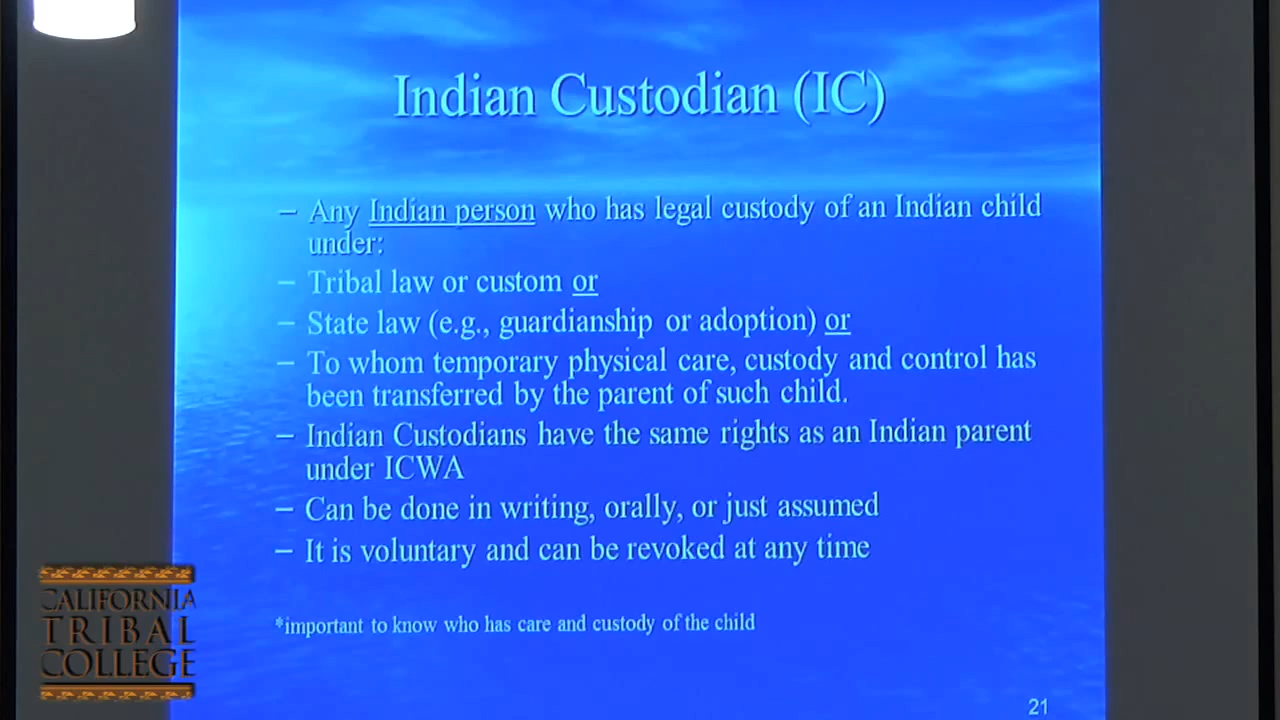 Indian Custodian (IC)
– Any Indian person who has legal custody of an Indian child
under:
– Tribal law or custom or
– State law (e.g., guardianship or adoption) or
– To whom temporary physical care, custody and control has
been transferred by the parent of such child.
– Indian Custodians have the same rights as an Indian parent
under ICWA
– Can be done in writing, orally, or just assumed
– It is voluntary and can be revoked at any time
*important to know who has care and custody of the child
21
CALIFORNIA
TRIBAL
COLLEGE